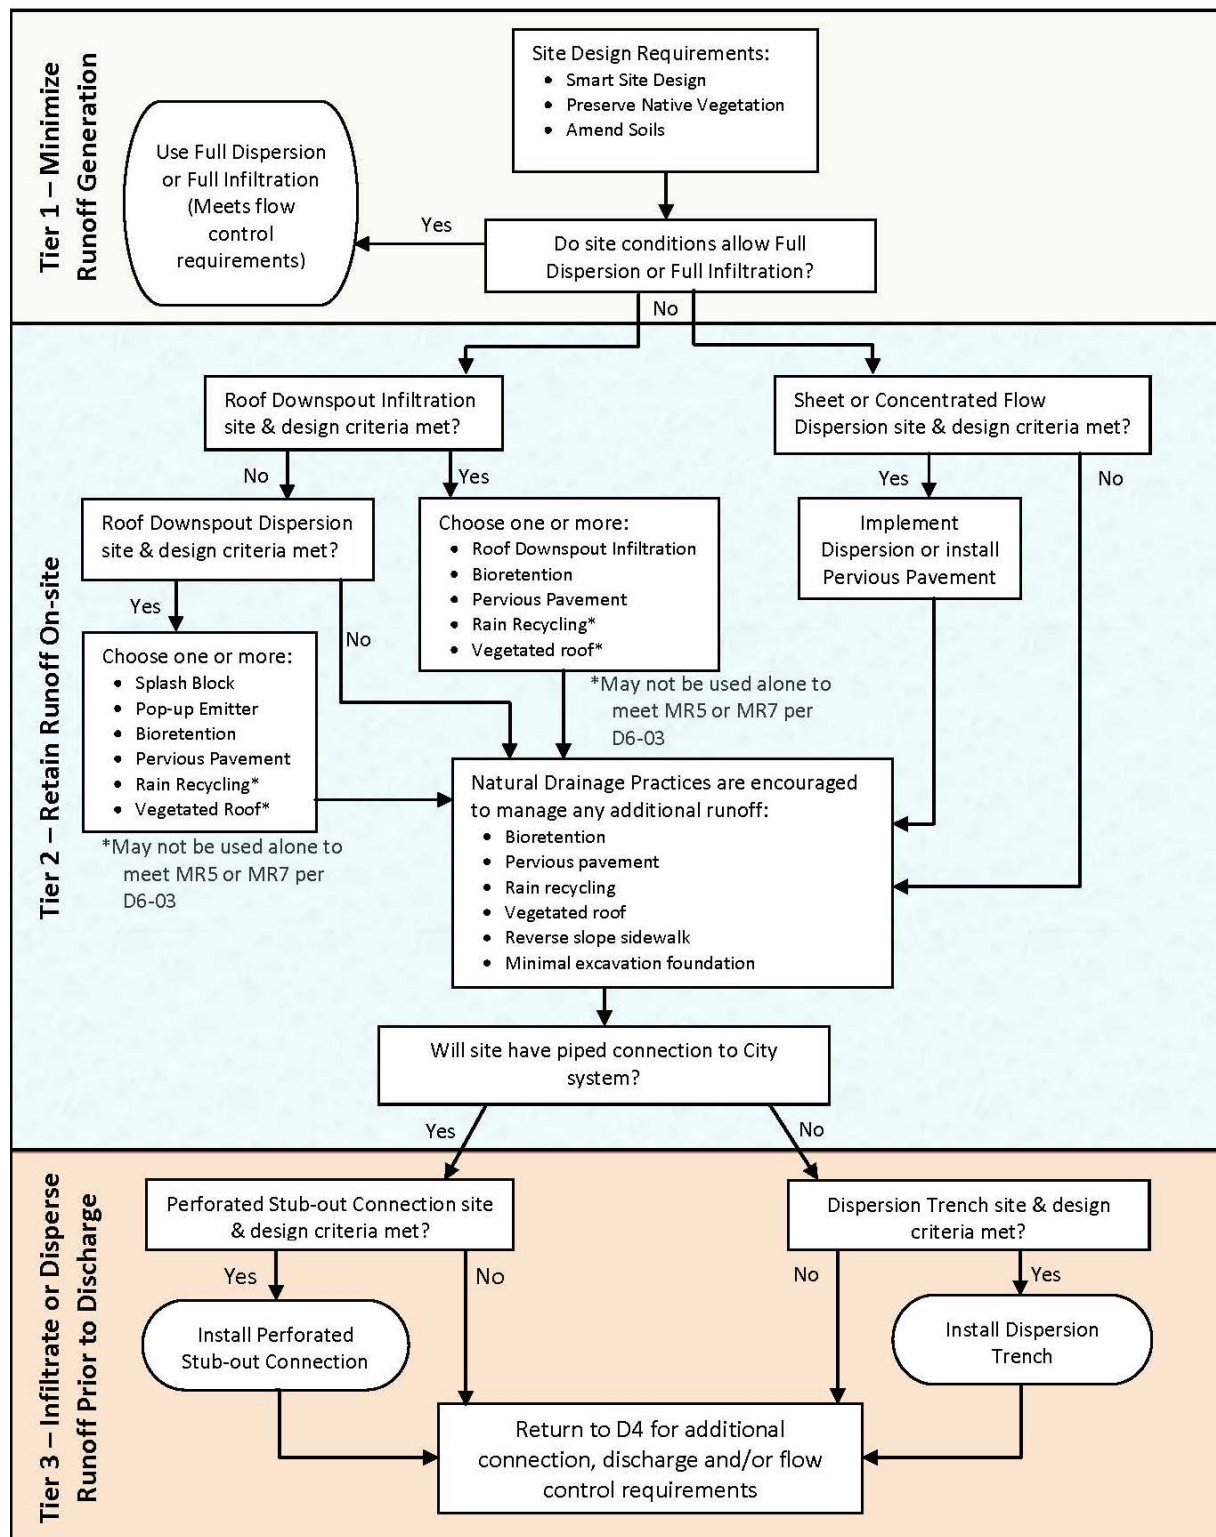 Tier 1 – Minimize
Runoff Generation
Site Design Requirements:
• Smart Site Design
• Preserve Native Vegetation
• Amend Soils
Use Full Dispersion
or Full Infiltration
(Meets flow
control
requirements)
Yes
Do site conditions allow Full
Dispersion or Full Infiltration?
No
Tier 2 – Retain Runoff On-site
Roof Downspout Infiltration
site & design criteria met?
Sheet or Concentrated Flow
Dispersion site & design criteria met?
No
Yes
Yes
No
Roof Downspout Dispersion
site & design criteria met?
Choose one or more:
• Roof Downspout Infiltration
• Bioretention
• Pervious Pavement
• Rain Recycling*
• Vegetated roof*
*May not be used alone to
meet MR5 or MR7 per
D6-03
Implement
Dispersion or install
Pervious Pavement
Yes
No
Choose one or more:
• Splash Block
• Pop-up Emitter
• Bioretention
• Pervious Pavement
• Rain Recycling*
• Vegetated Roof*
*May not be used alone to
meet MR5 or MR7 per
D6-03
Natural Drainage Practices are encouraged
to manage any additional runoff:
• Bioretention
• Pervious pavement
• Rain recycling
• Vegetated roof
• Reverse slope sidewalk
• Minimal excavation foundation
Will site have piped connection to City
system?
Yes
No
Tier 3 – Infiltrate or Disperse
Runoff Prior to Discharge
Perforated Stub-out Connection site
& design criteria met?
Dispersion Trench site & design
criteria met?
Yes
No
No
Yes
Install Perforated
Stub-out Connection
Install Dispersion
Trench
Return to D4 for additional
connection, discharge and/or flow
control requirements